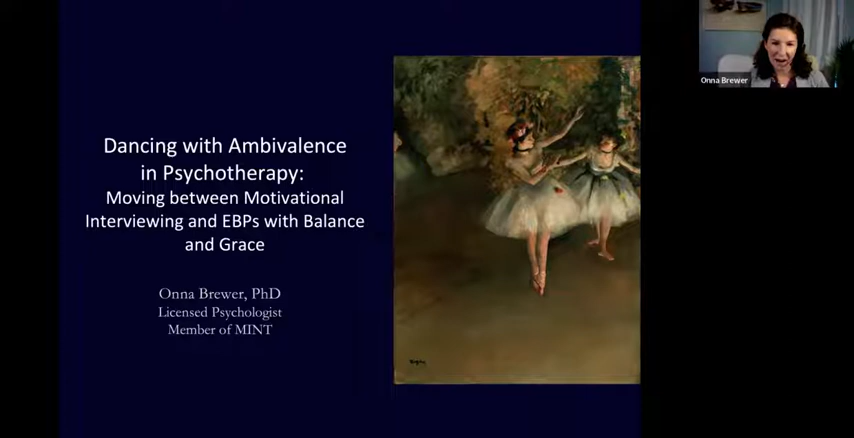 Dancing with Ambivalence
in Psychotherapy:
Moving between Motivational
Interviewing and EBPs with Balance
and Grace
Onna Brewer, PhD
Licensed Psychologist
Member of MINT
Onna Brewer